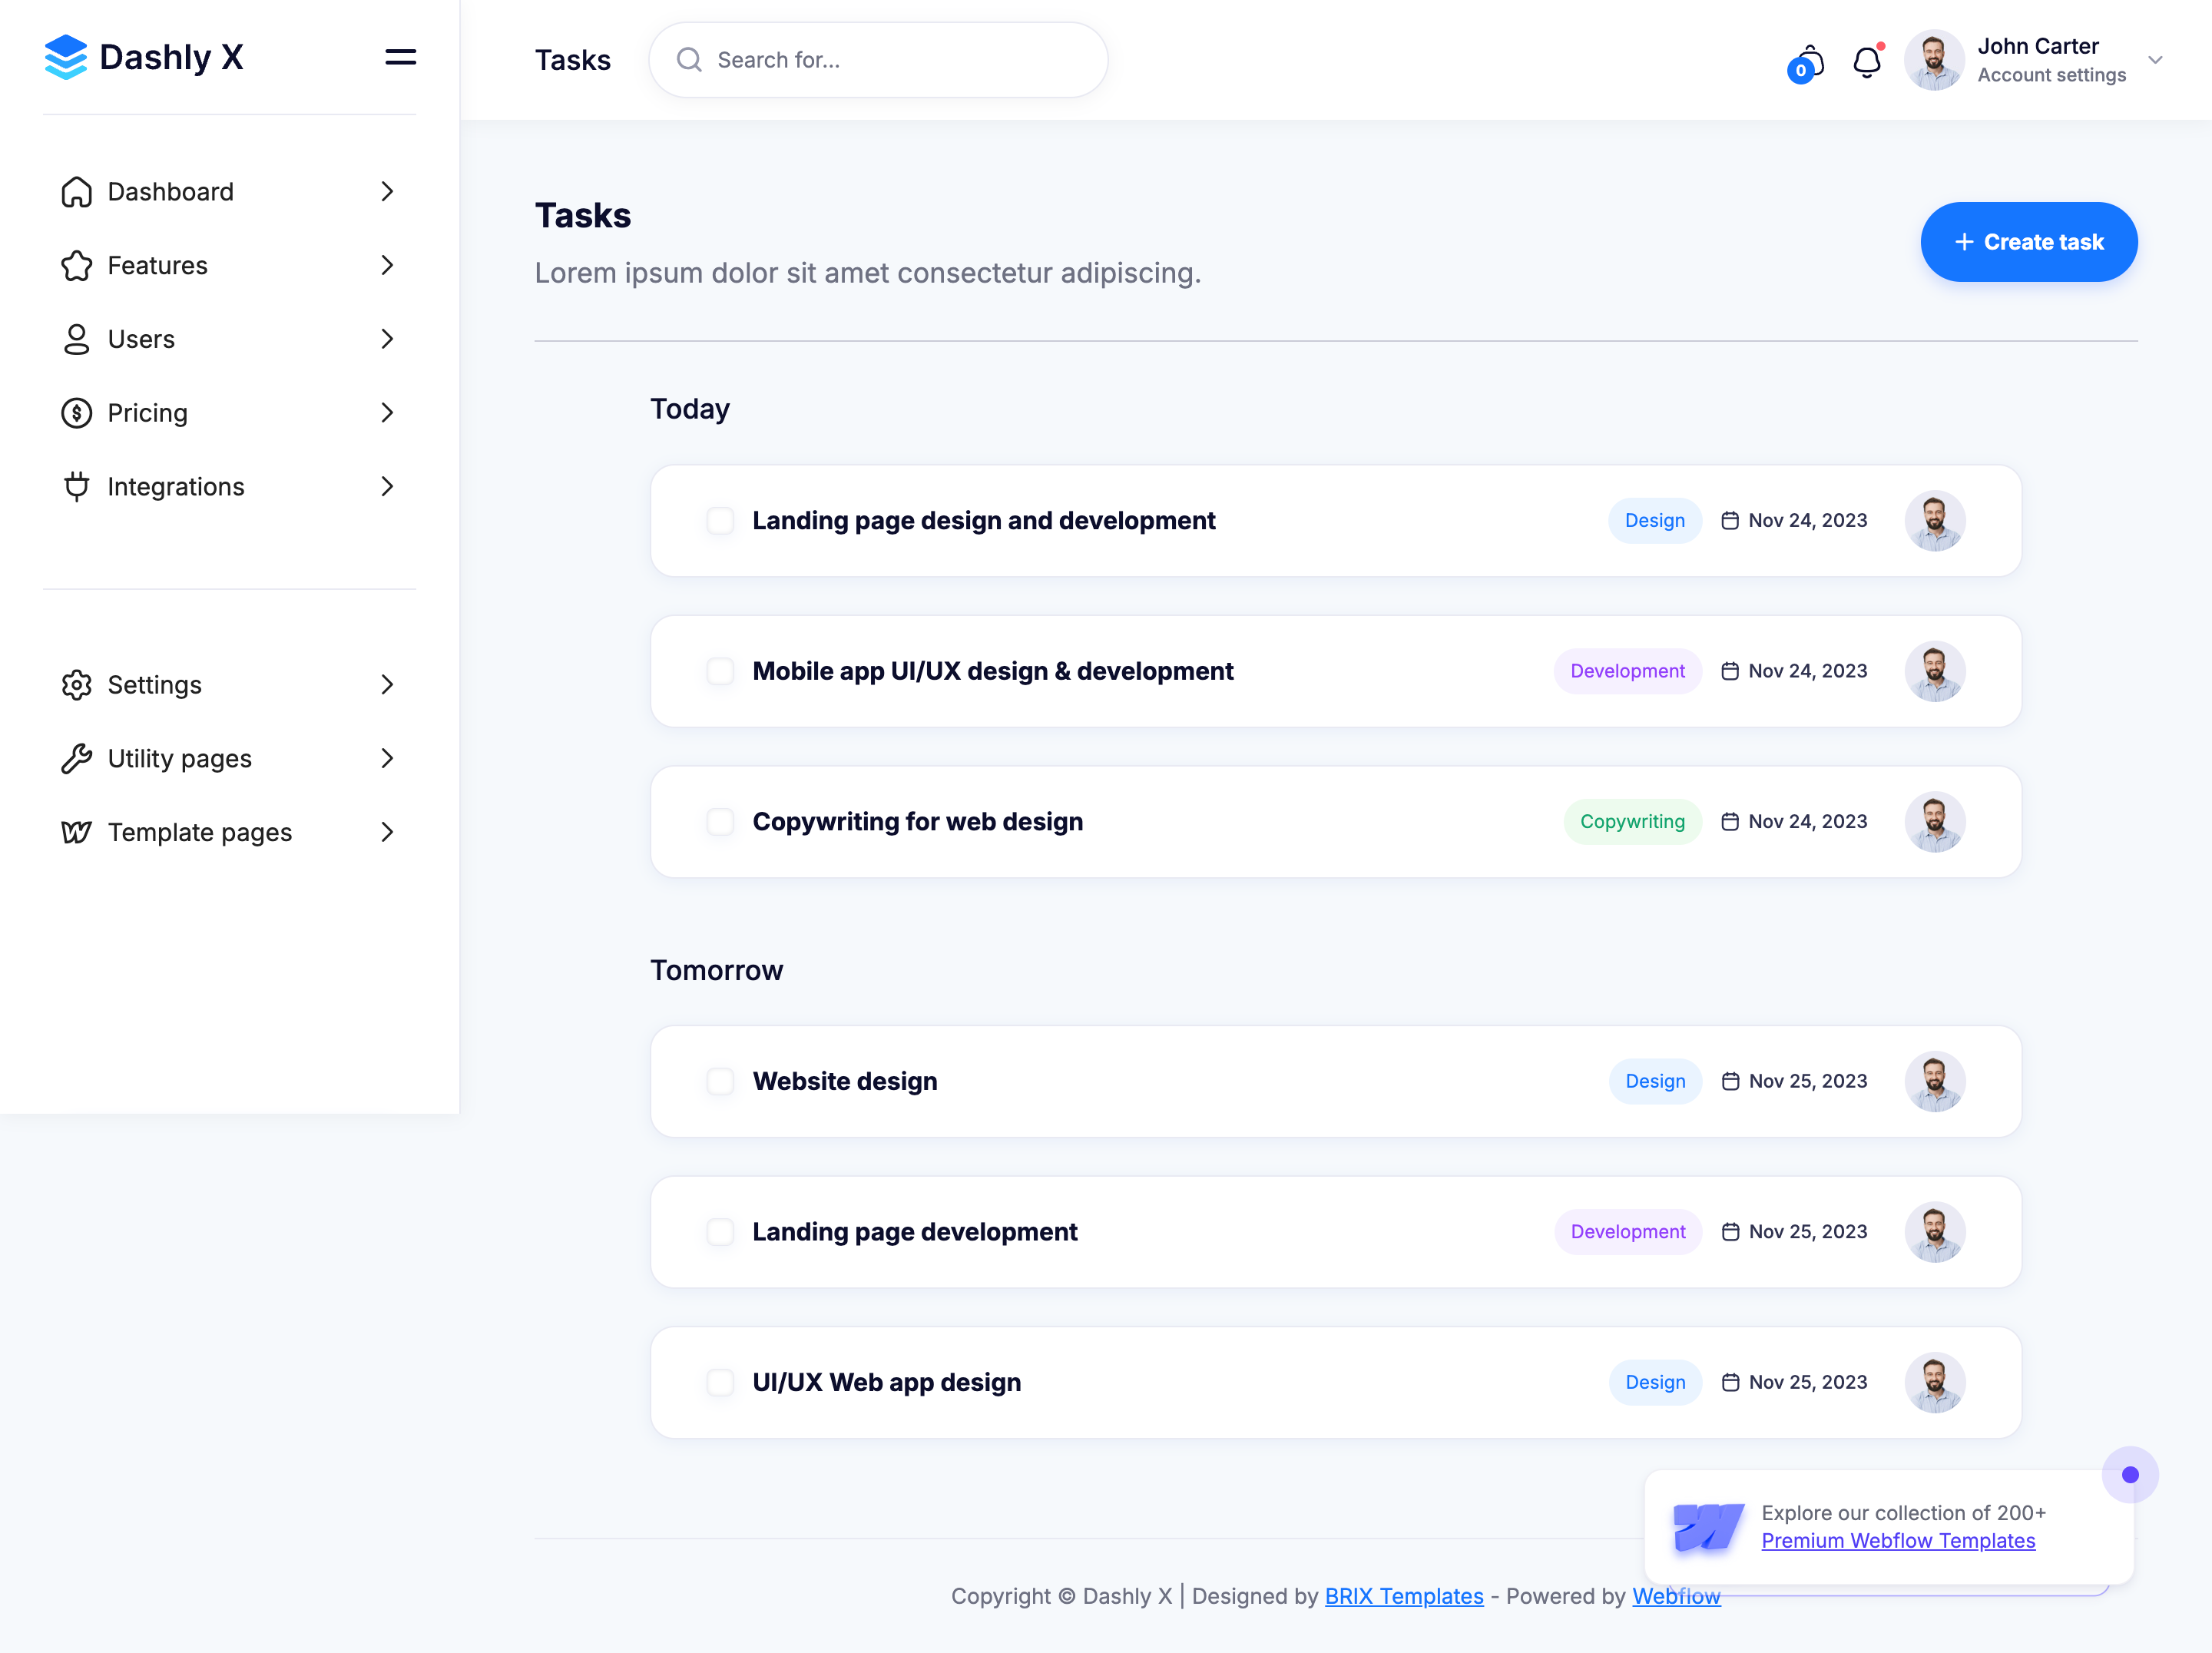 Dashly X
Tasks
Search for...
0
John Carter
Account settings
Dashboard
Features
Users
Pricing
Integrations
Settings
Utility pages
Template pages
Tasks
Lorem ipsum dolor sit amet consectetur adipiscing.
+ Create task
Today
Landing page design and development Design Nov 24, 2023
Mobile app UI/UX design & development Development Nov 24, 2023
Copywriting for web design Copywriting Nov 24, 2023
Tomorrow
Website design Design Nov 25, 2023
Landing page development Development Nov 25, 2023
UI/UX Web app design Design Nov 25, 2023
Explore our collection of 200+
Premium Webflow Templates
Copyright © Dashly X | Designed by BRIX Templates - Powered by Webflow